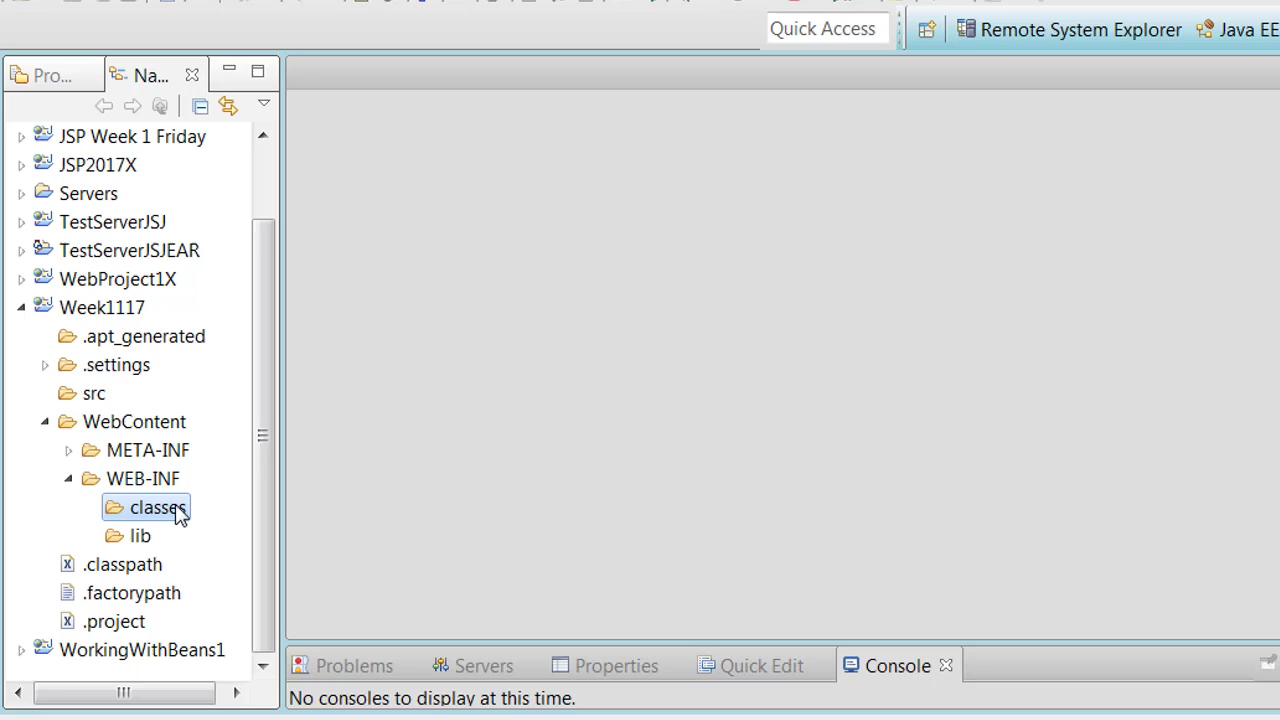 Quick Access
Remote System Explorer
Java EE
Pro...
Na...
JSP Week 1 Friday
JSP2017X
Servers
TestServerJSJ
TestServerJSJEAR
WebProject1X
Week1117
.apt_generated
.settings
src
WebContent
META-INF
WEB-INF
classes
lib
.classpath
.factorypath
.project
WorkingWithBeans1
Problems
Servers
Properties
Quick Edit
Console
No consoles to display at this time.